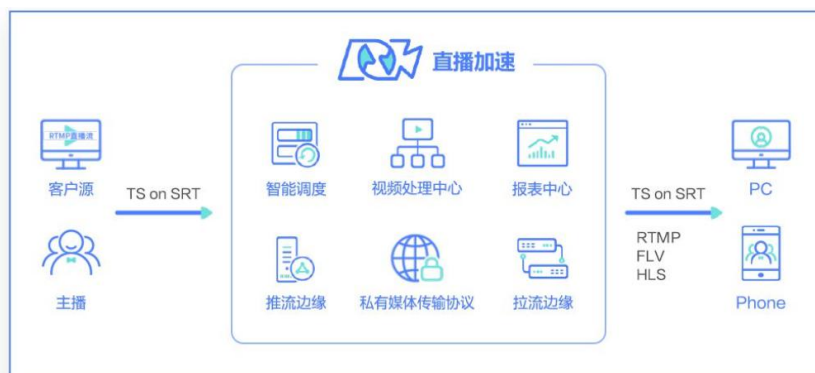 直播加速
RTMP直播流
客户源
主播
TS on SRT
智能调度
视频处理中心
报表中心
推流边缘
私有媒体传输协议
拉流边缘
TS on SRT
RTMP
FLV
HLS
PC
Phone